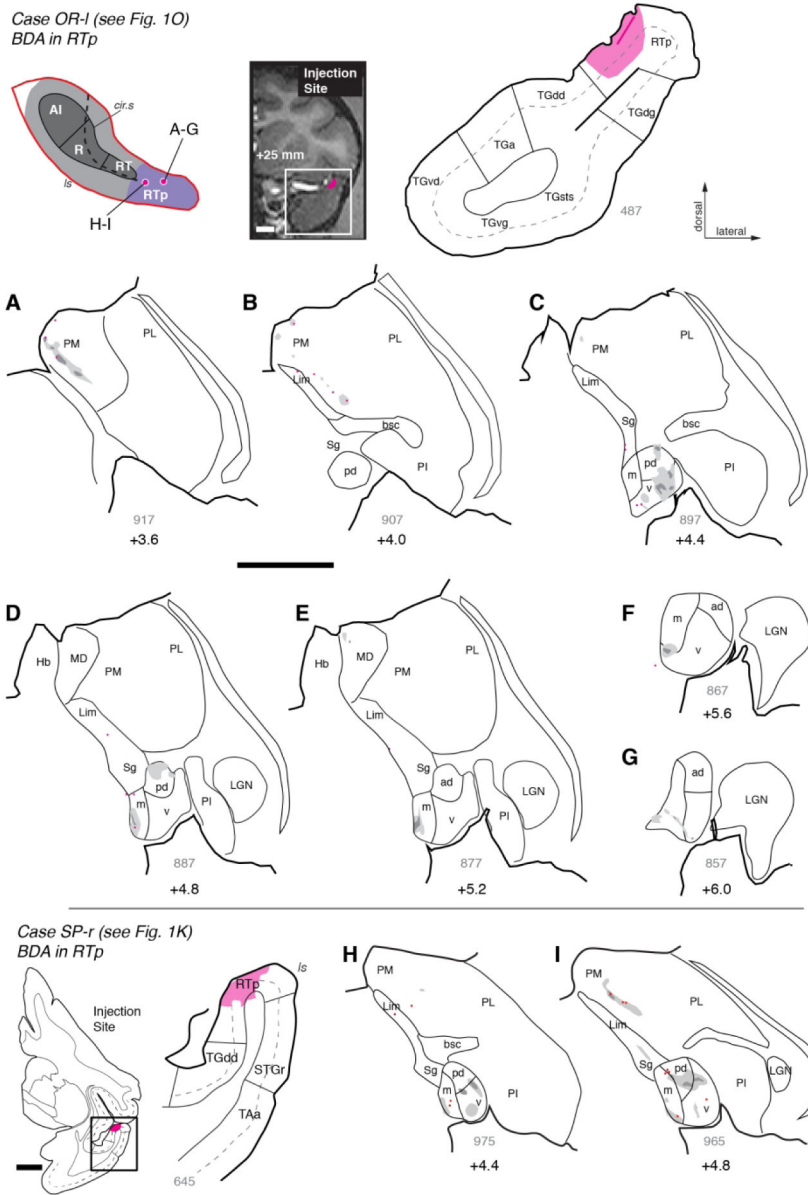 Case OR-l (see Fig. 1O)
BDA in RTp
AI
R
RT
RTp
cir.s
ls
A-G
H-I
Injection
Site
+25 mm
RTp
TGdd
TGdg
TGa
TGvd
TGsts
TGvg
487
dorsal
lateral
A
PM
PL
917
+3.6
B
PM
PL
Lim
bsc
Sg
pd
PI
907
+4.0
C
PM
PL
Lim
Sg
bsc
m
pd
v
PI
897
+4.4
D
Hb
MD
PM
PL
Lim
Sg
pd
m
v
PI
LGN
887
+4.8
E
Hb
MD
PM
PL
Lim
Sg
ad
m
v
PI
LGN
877
+5.2
F
m
ad
v
LGN
867
+5.6
G
ad
LGN
857
+6.0
Case SP-r (see Fig. 1K)
BDA in RTp
Injection
Site
RTp
ls
TGdd
STGr
TAa
645
H
PM
PL
Lim
bsc
Sg
pd
m
v
PI
975
+4.4
I
PM
PL
Lim
Sg
pd
m
v
PI
LGN
965
+4.8